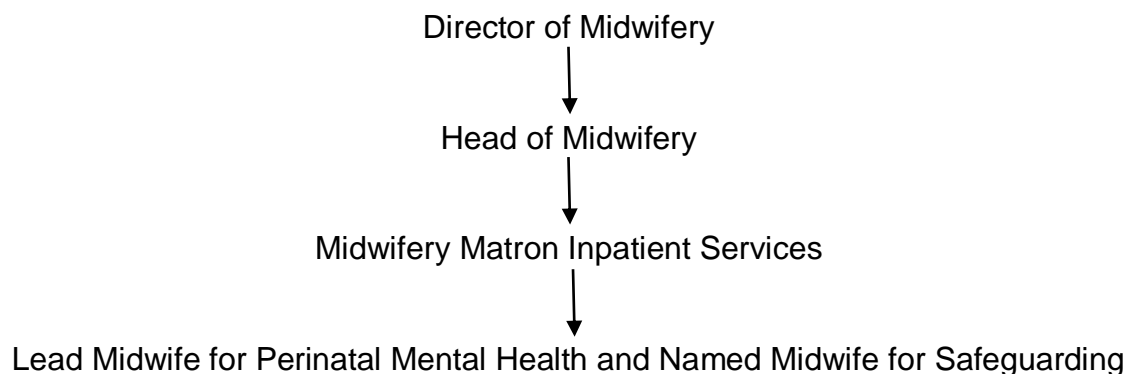 Director of Midwifery
Head of Midwifery
Midwifery Matron Inpatient Services
Lead Midwife for Perinatal Mental Health and Named Midwife for Safeguarding